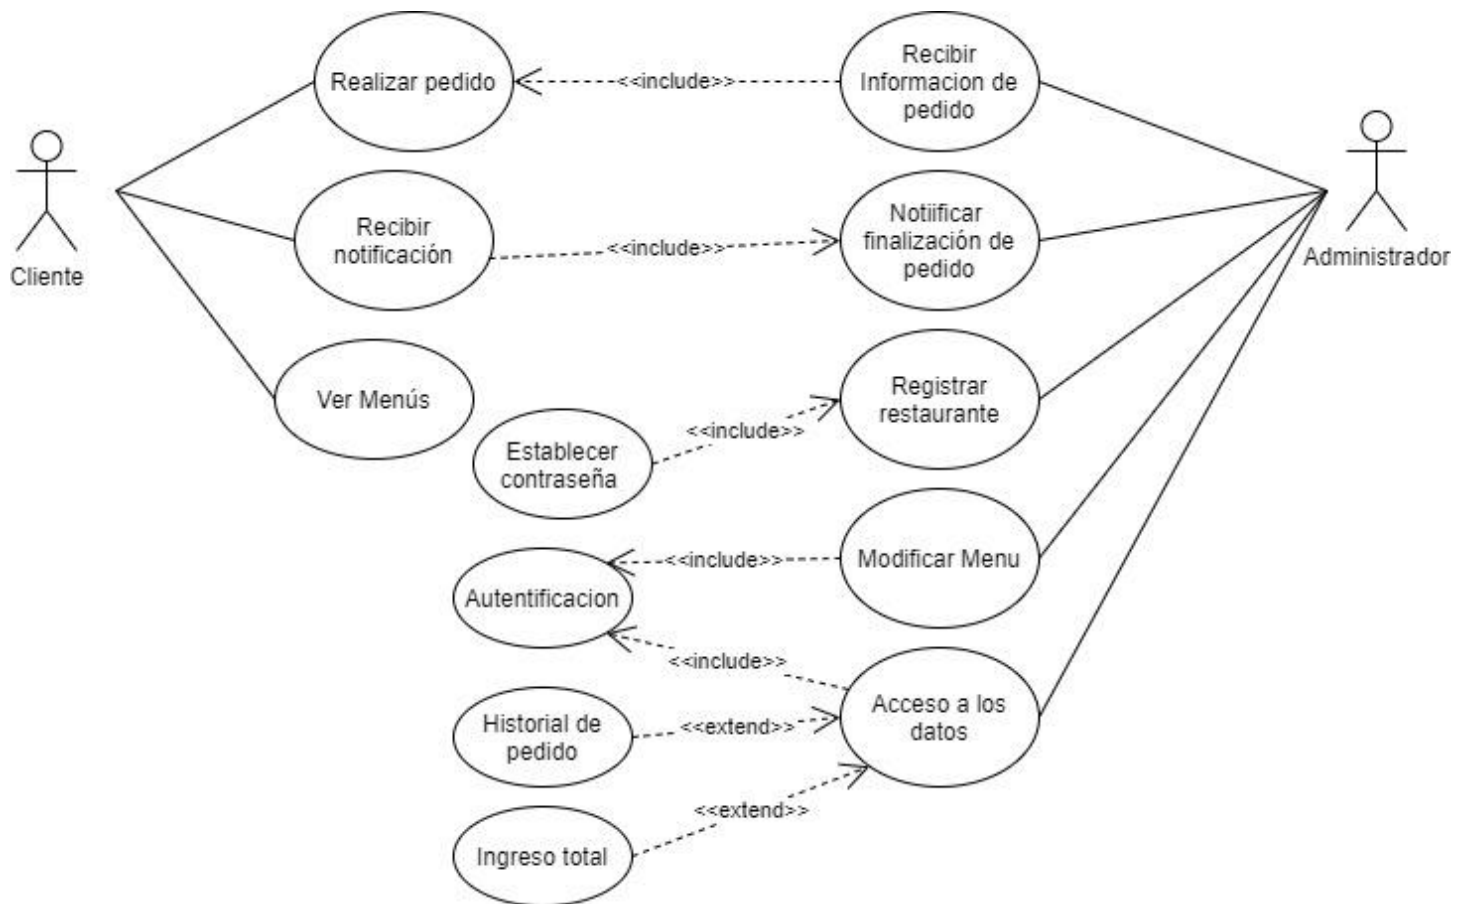 Realizar pedido
<<include>>
Recibir
Informacion de
pedido
Cliente
Recibir
notificación
<<include>>
Notiificar
finalización de
pedido
Administrador
Ver Menús
Establecer
contraseña
<<include>>
Registrar
restaurante
Autentificacion
<<include>>
Modificar Menu
<<include>>
Acceso a los
datos
Historial de
pedido
<<extend>>
<<extend>>
Ingreso total